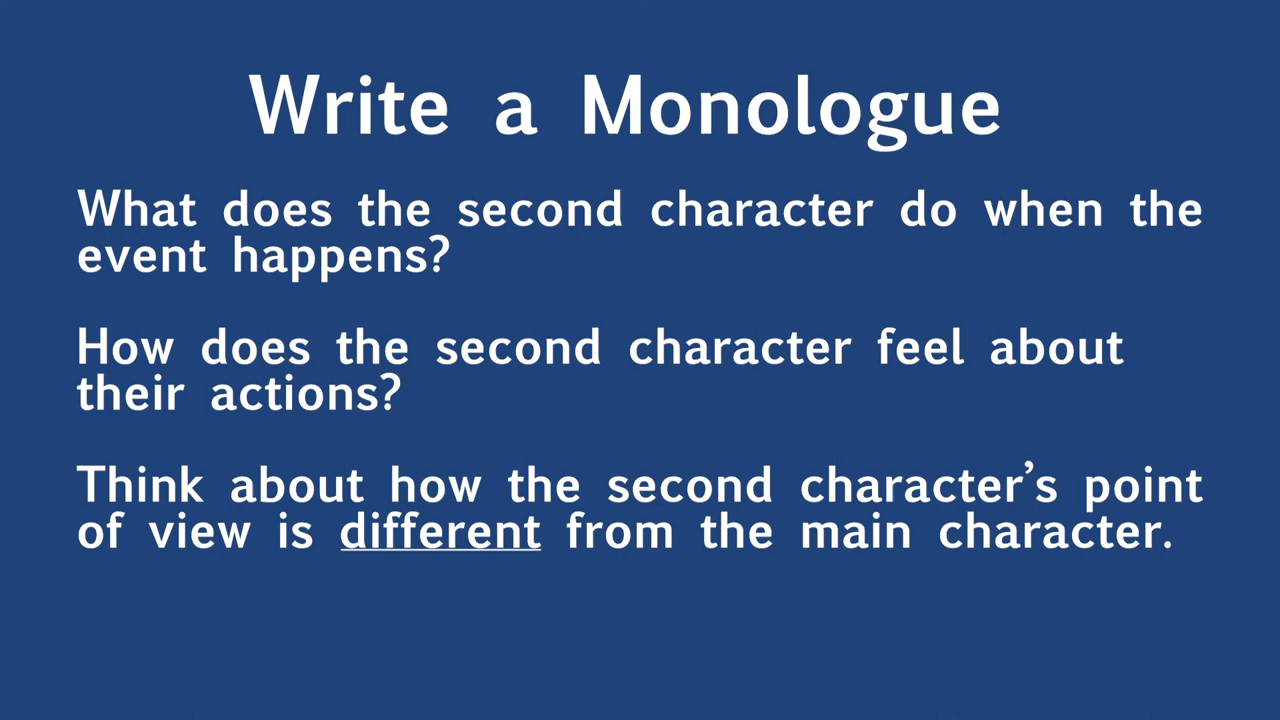 Write a Monologue
What does the second character do when the
event happens?
How does the second character feel about
their actions?
Think about how the second character’s point
of view is different from the main character.